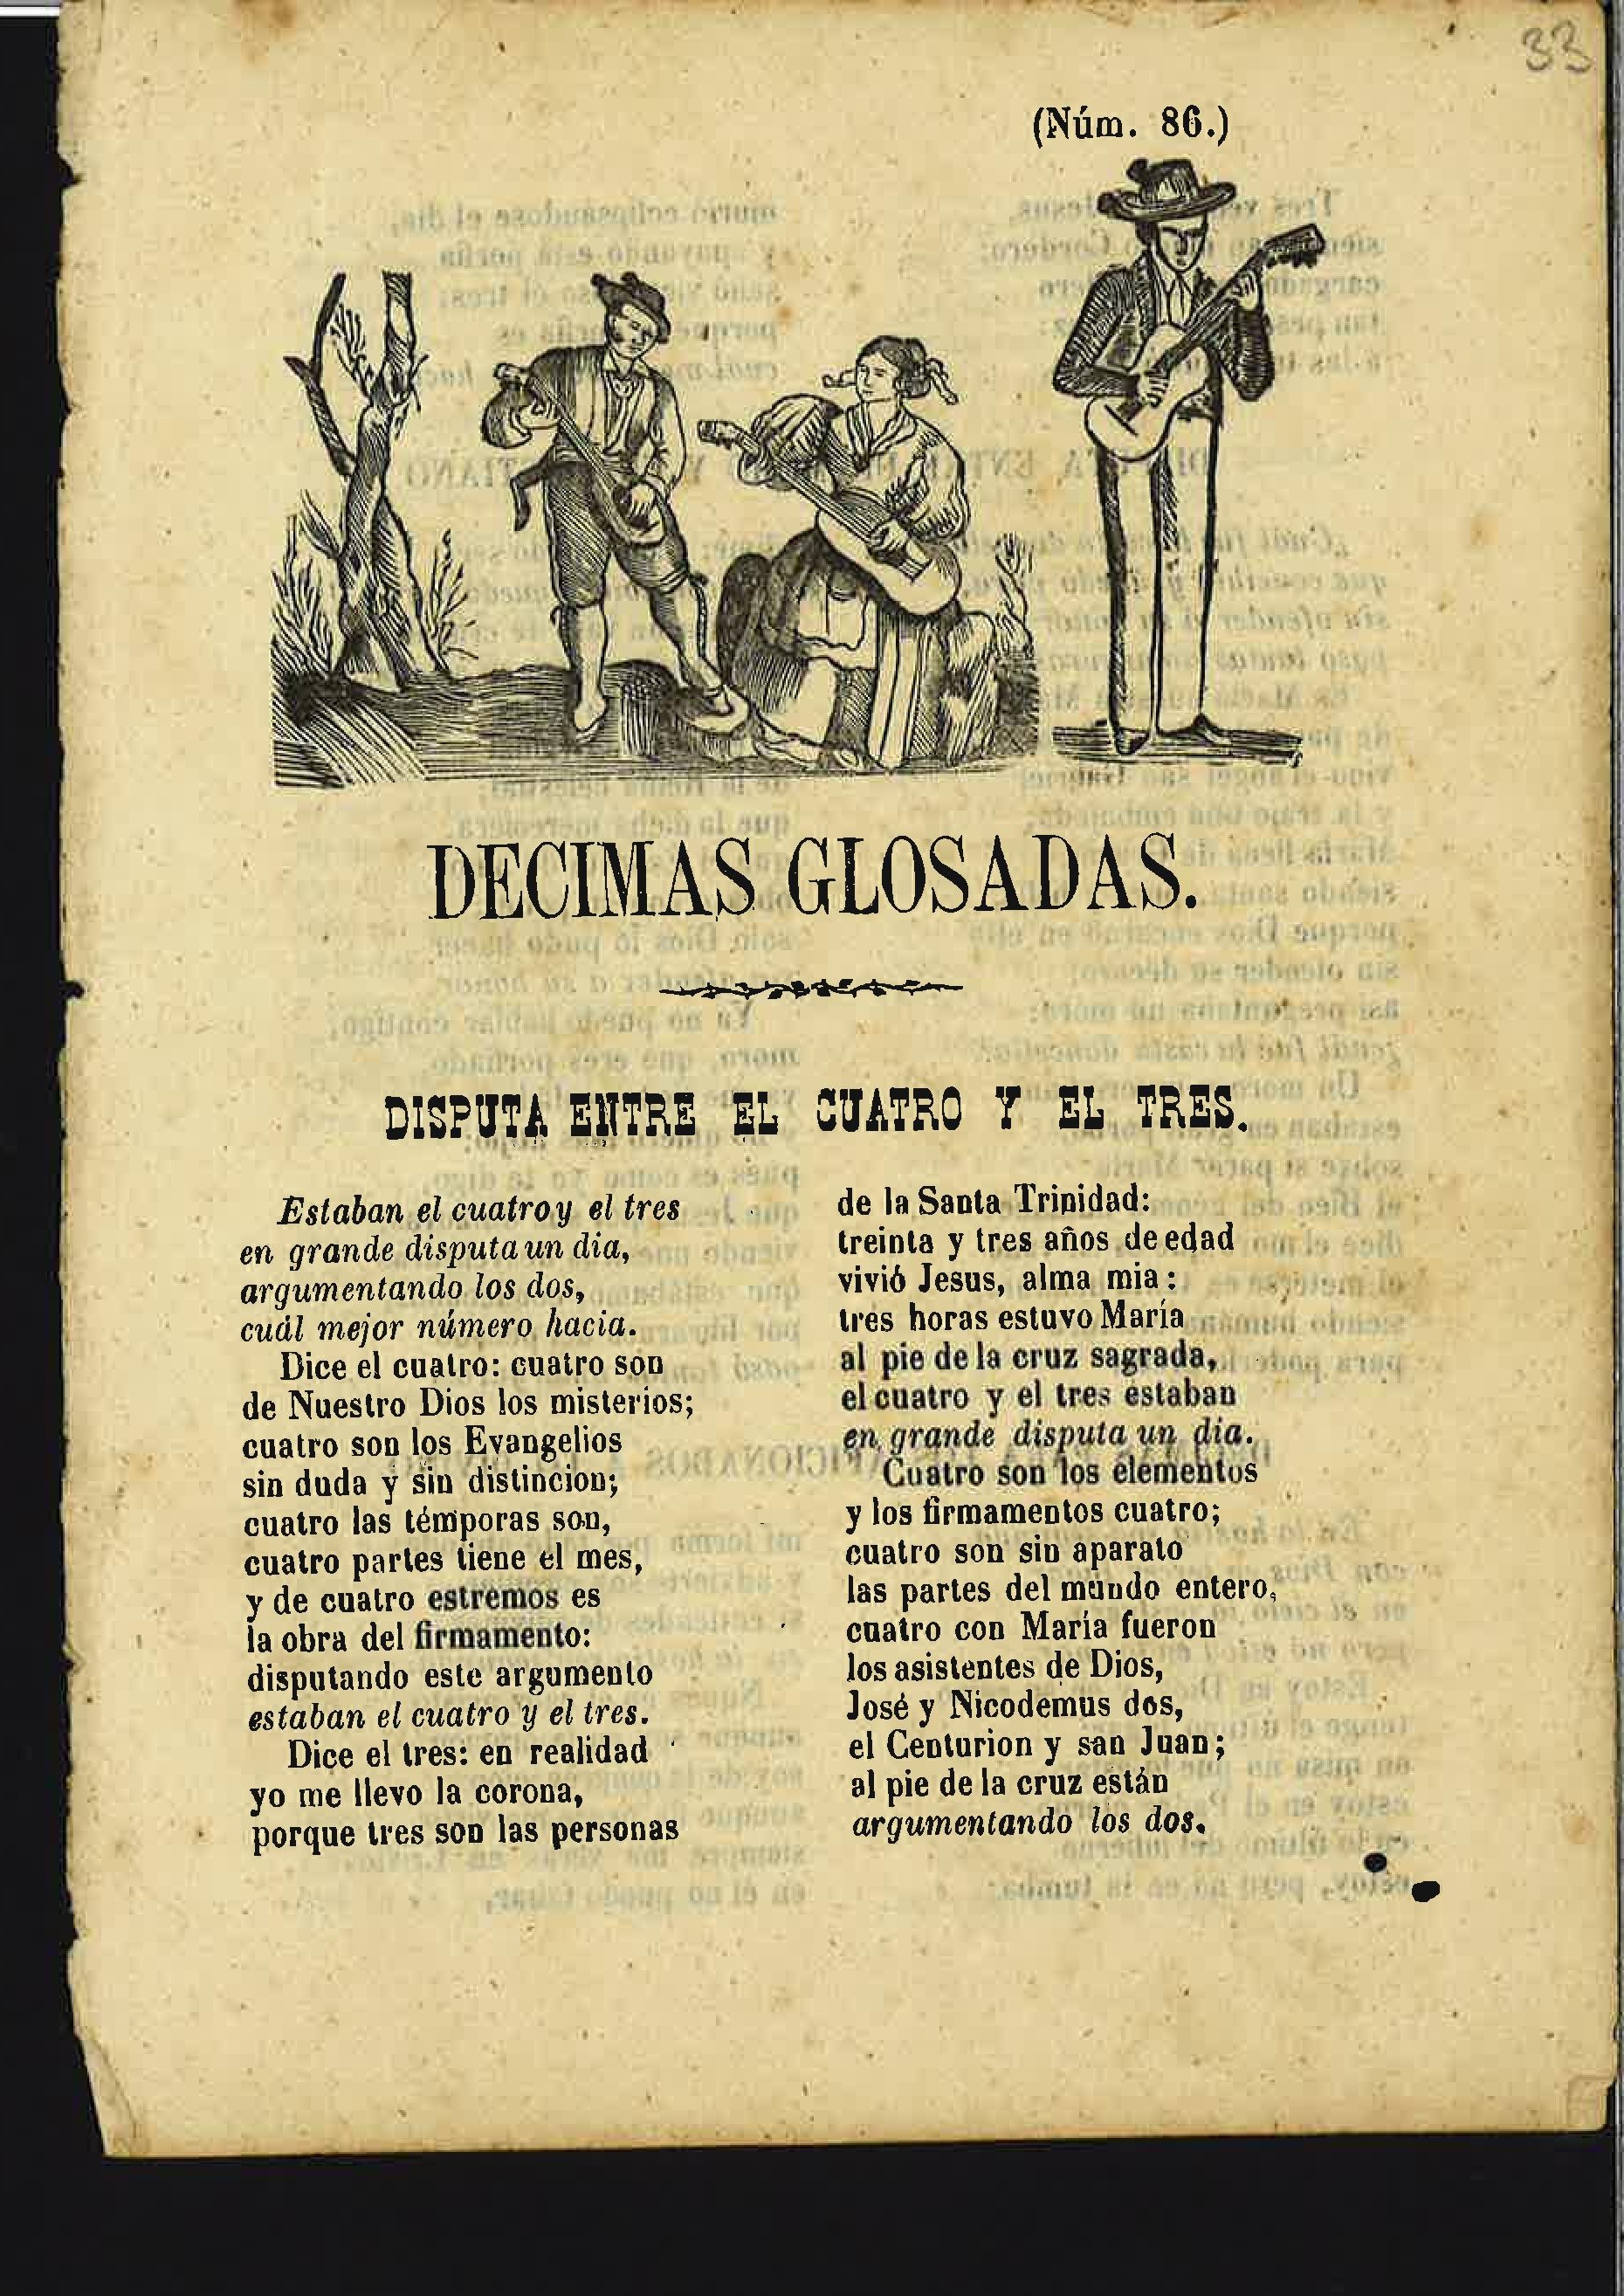 33
(Núm. 86.)
DECIMAS GLOSADAS.
DISPUTA ENTRE EL CUATRO Y EL TRES.
Estaban el cuatro y el tres
en grande disputa un dia,
argumentando los dos,
cuál mejor número hacia.
Dice el cuatro: cuatro son
de Nuestro Dios los misterios;
cuatro son los Evangelios
sin duda y sin distincion;
cuatro las témporas son,
cuatro partes tiene el mes,
y de cuatro estremos es
la obra del firmamento:
disputando este argumento
estaban el cuatro y el tres.
Dice el tres: en realidad
yo me llevo la corona,
porque tres son las personas
de la Santa Trinidad:
treinta y tres años de edad
vivió Jesus, alma mia:
tres horas estuvo María
al pie de la cruz sagrada,
el cuatro y el tres estaban
en grande disputa un dia.
Cuatro son los elementos
y los firmamentos cuatro;
cuatro son sin aparato
las partes del mundo entero,
cuatro con María fueron
los asistentes de Dios,
José y Nicodemus dos,
el Centurion y san Juan;
al pie de la cruz están
argumentando los dos.